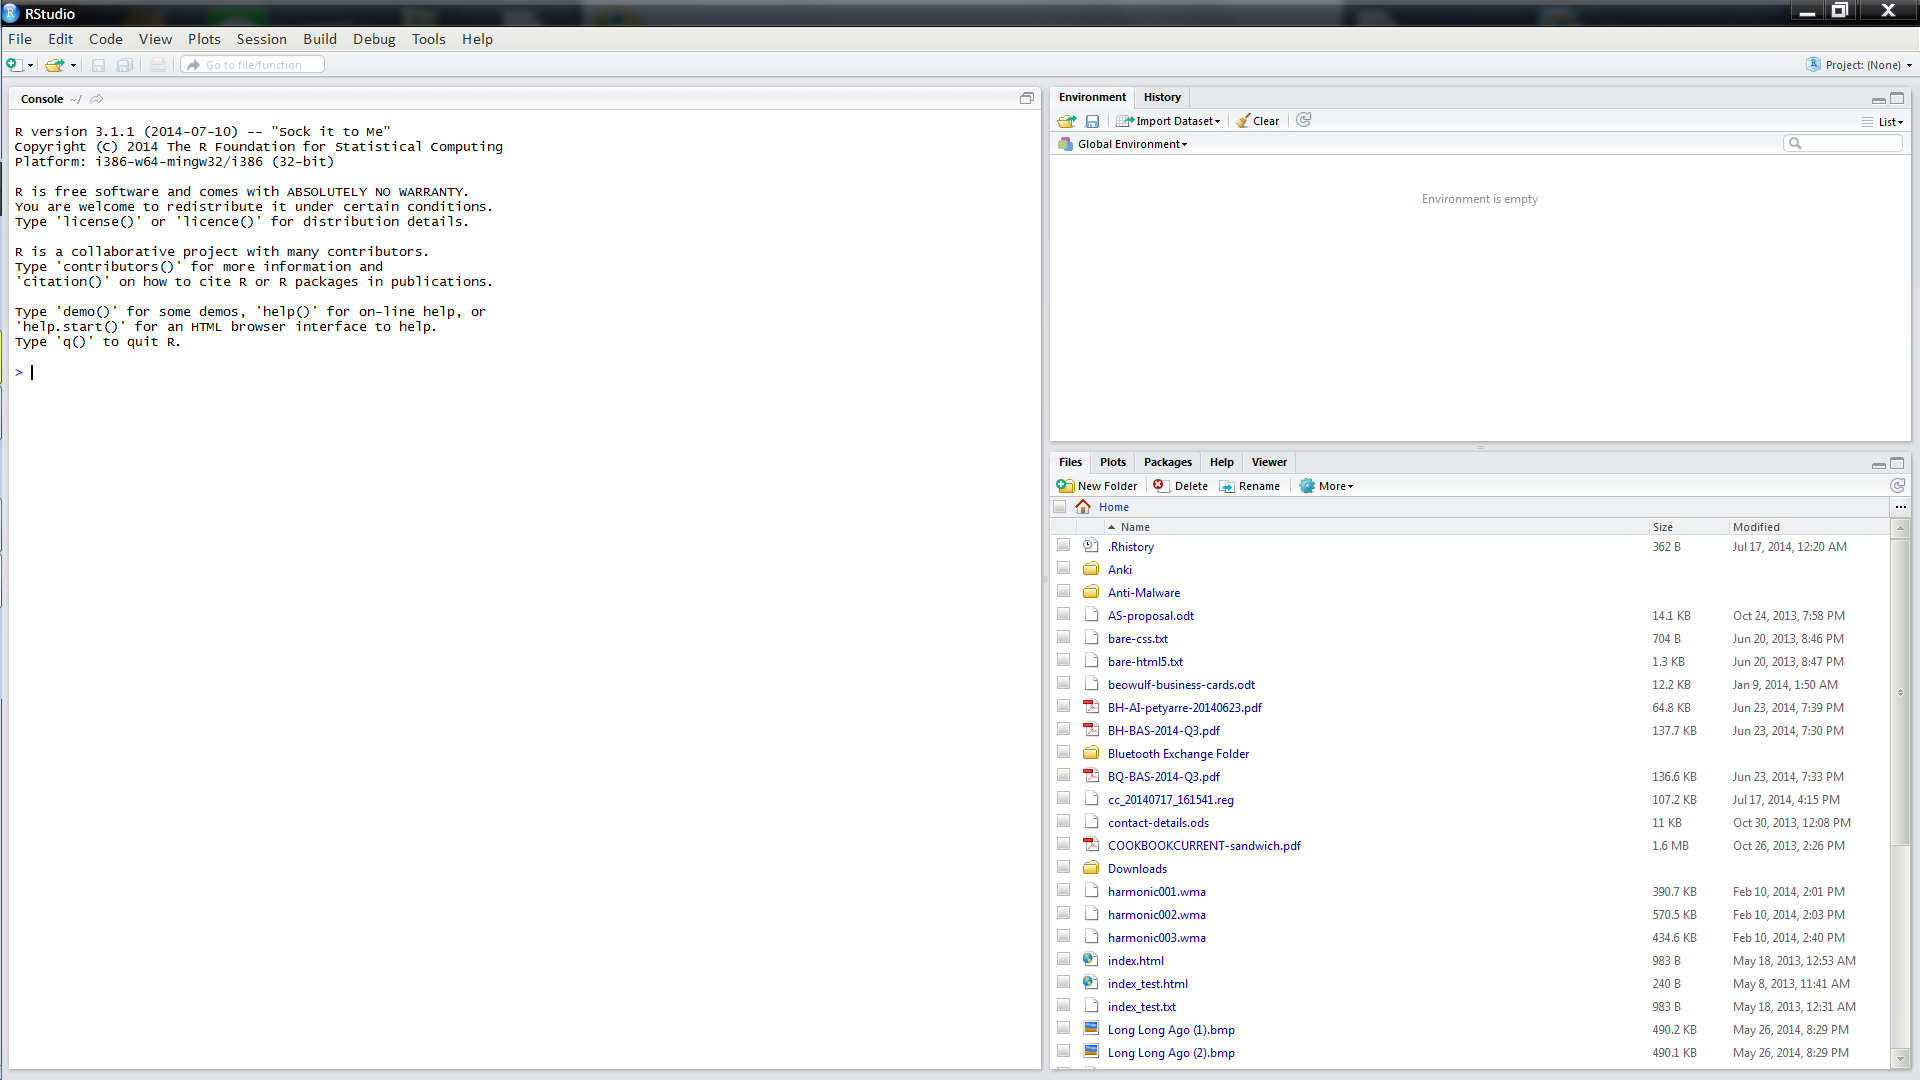 RStudio
File Edit Code View Plots Session Build Debug Tools Help
Go to file/function
Project: (None)
Console ~/
R version 3.1.1 (2014-07-10) -- "Sock it to Me"
Copyright (C) 2014 The R Foundation for Statistical Computing
Platform: i386-w64-mingw32/i386 (32-bit)
R is free software and comes with ABSOLUTELY NO WARRANTY.
You are welcome to redistribute it under certain conditions.
Type 'license()' or 'licence()' for distribution details.
R is a collaborative project with many contributors.
Type 'contributors()' for more information and
'citation()' on how to cite R or R packages in publications.
Type 'demo()' for some demos, 'help()' for on-line help, or
'help.start()' for an HTML browser interface to help.
Type 'q()' to quit R.
>
Environment History
Import Dataset Clear List
Global Environment
Environment is empty
Files Plots Packages Help Viewer
New Folder Delete Rename More
Home ...
Name Size Modified
.Rhistory 362 B Jul 17, 2014, 12:20 AM
Anki
Anti-Malware
AS-proposal.odt 14.1 KB Oct 24, 2013, 7:58 PM
bare-css.txt 704 B Jun 20, 2013, 8:46 PM
bare-html5.txt 1.3 KB Jun 20, 2013, 8:47 PM
beowulf-business-cards.odt 12.2 KB Jan 9, 2014, 1:50 AM
BH-AI-petyarre-20140623.pdf 64.8 KB Jun 23, 2014, 7:39 PM
BH-BAS-2014-Q3.pdf 137.7 KB Jun 23, 2014, 7:30 PM
Bluetooth Exchange Folder
BQ-BAS-2014-Q3.pdf 136.6 KB Jun 23, 2014, 7:33 PM
cc_20140717_161541.reg 107.2 KB Jul 17, 2014, 4:15 PM
contact-details.ods 11 KB Oct 30, 2013, 12:08 PM
COOKBOOKCURRENT-sandwich.pdf 1.6 MB Oct 26, 2013, 2:26 PM
Downloads
harmonic001.wma 390.7 KB Feb 10, 2014, 2:01 PM
harmonic002.wma 570.5 KB Feb 10, 2014, 2:03 PM
harmonic003.wma 434.6 KB Feb 10, 2014, 2:40 PM
index.html 983 B May 18, 2013, 12:53 AM
index_test.html 240 B May 8, 2013, 11:41 AM
index_test.txt 983 B May 18, 2013, 12:31 AM
Long Long Ago (1).bmp 490.2 KB May 26, 2014, 8:29 PM
Long Long Ago (2).bmp 490.1 KB May 26, 2014, 8:29 PM